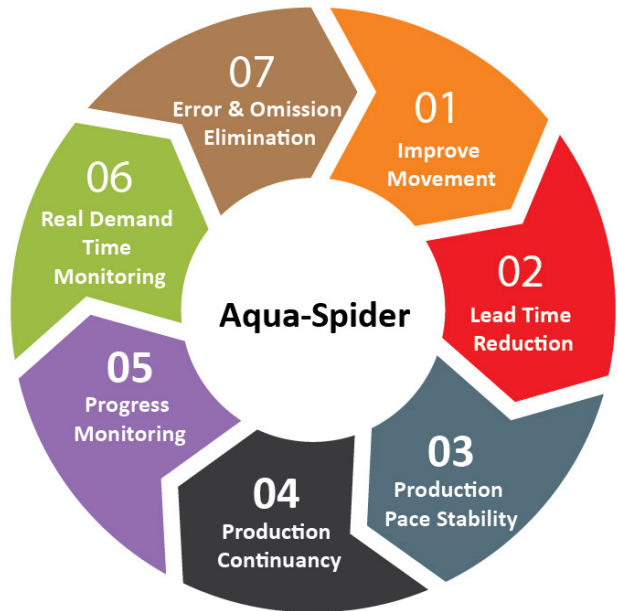 01
Improve
Movement
02
Lead Time
Reduction
03
Production
Pace Stability
04
Production
Continuancy
05
Progress
Monitoring
06
Real Demand
Time
Monitoring
07
Error & Omission
Elimination
Aqua-Spider